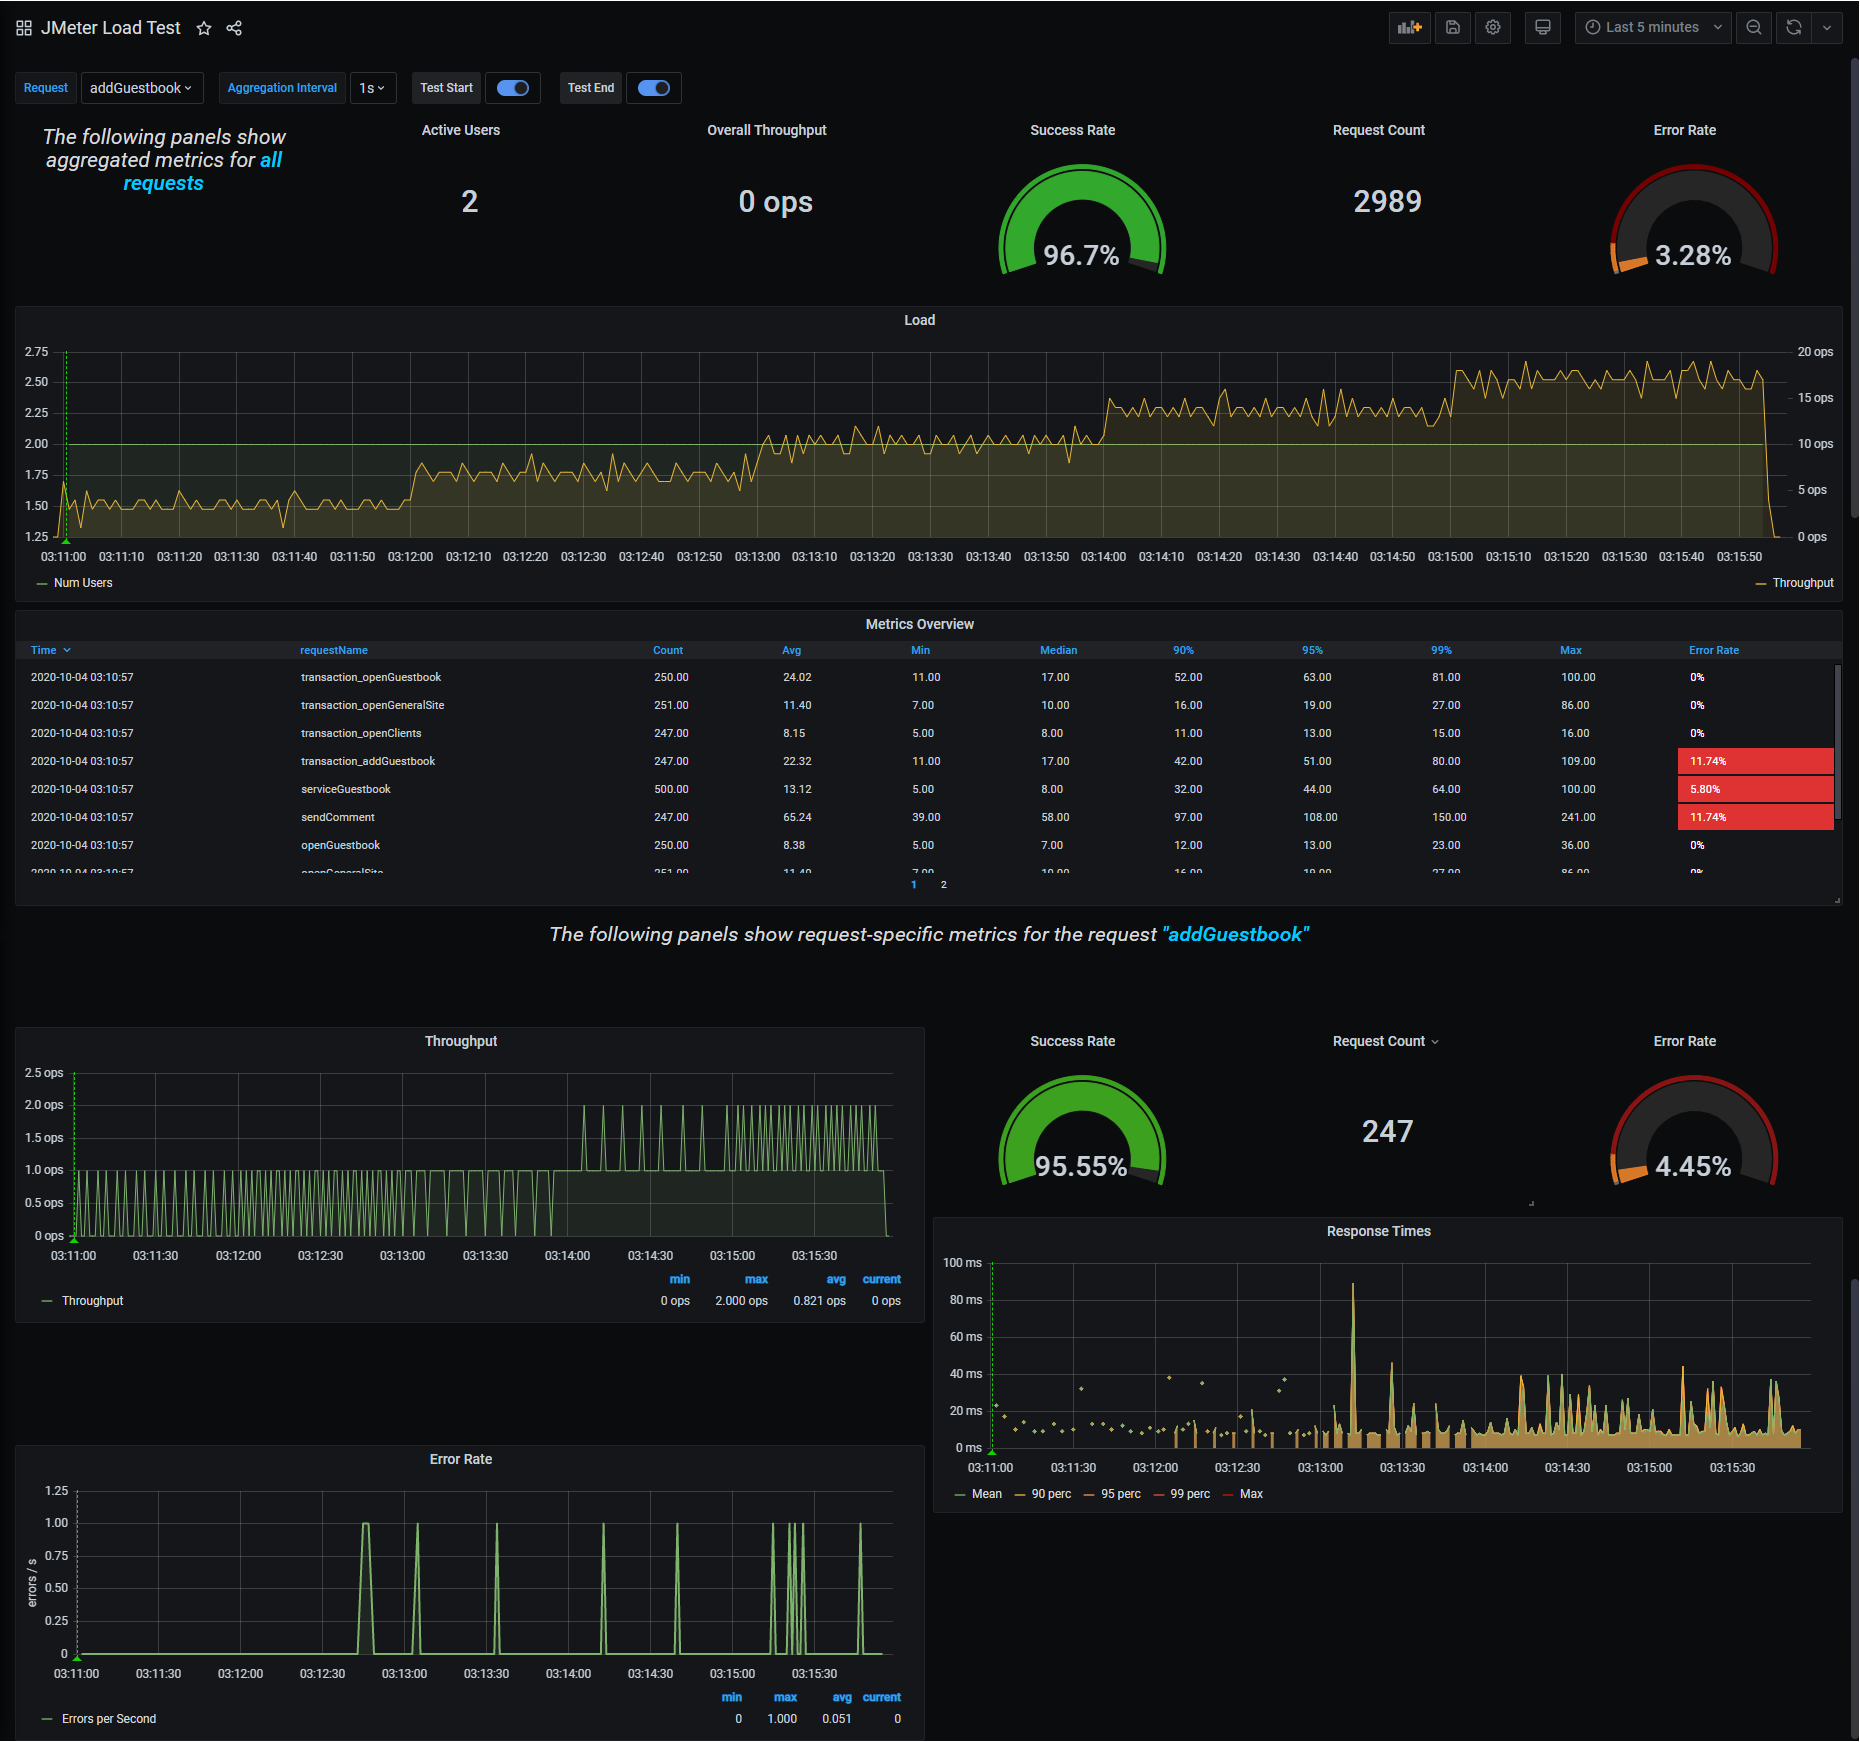 JMeter Load Test
Last 5 minutes
Request addGuestbook Aggregation Interval 1s Test Start Test End
The following panels show
aggregated metrics for all
requests
Active Users
2
Overall Throughput
0 ops
Success Rate
96.7%
Request Count
2989
Error Rate
3.28%
Load
2.75
2.50
2.25
2.00
1.75
1.50
1.25
20 ops
15 ops
10 ops
5 ops
0 ops
03:11:00 03:11:10 03:11:20 03:11:30 03:11:40 03:11:50 03:12:00 03:12:10 03:12:20 03:12:30 03:12:40 03:12:50 03:13:00 03:13:10 03:13:20 03:13:30 03:13:40 03:13:50 03:14:00 03:14:10 03:14:20 03:14:30 03:14:40 03:14:50 03:15:00 03:15:10 03:15:20 03:15:30 03:15:40 03:15:50
Num Users
Throughput
Metrics Overview
Time requestName Count Avg Min Median 90% 95% 99% Max Error Rate
2020-10-04 03:10:57 transaction_openGuestbook 250.00 24.02 11.00 17.00 52.00 63.00 81.00 100.00 0%
2020-10-04 03:10:57 transaction_openGeneralSite 251.00 11.40 7.00 10.00 16.00 19.00 27.00 86.00 0%
2020-10-04 03:10:57 transaction_openClients 247.00 8.15 5.00 8.00 11.00 13.00 15.00 16.00 0%
2020-10-04 03:10:57 transaction_addGuestbook 247.00 22.32 11.00 17.00 42.00 51.00 80.00 109.00 11.74%
2020-10-04 03:10:57 serviceGuestbook 500.00 13.12 5.00 8.00 32.00 44.00 64.00 100.00 5.80%
2020-10-04 03:10:57 sendComment 247.00 65.24 39.00 58.00 97.00 108.00 150.00 241.00 11.74%
2020-10-04 03:10:57 openGuestbook 250.00 8.38 5.00 7.00 12.00 13.00 23.00 36.00 0%
2020-10-04 03:10:57 openGeneralSite 251.00 11.40 7.00 10.00 16.00 19.00 27.00 86.00 0%
1 2
The following panels show request-specific metrics for the request "addGuestbook"
Throughput
2.5 ops
2.0 ops
1.5 ops
1.0 ops
0.5 ops
0 ops
03:11:00 03:11:30 03:12:00 03:12:30 03:13:00 03:13:30 03:14:00 03:14:30 03:15:00 03:15:30
min max avg current
Throughput 0 ops 2.000 ops 0.821 ops 0 ops
Success Rate
95.55%
Request Count
247
Error Rate
4.45%
Response Times
100 ms
80 ms
60 ms
40 ms
20 ms
0 ms
03:11:00 03:11:30 03:12:00 03:12:30 03:13:00 03:13:30 03:14:00 03:14:30 03:15:00 03:15:30
Mean 90 perc 95 perc 99 perc Max
Error Rate
errors / s
1.25
1.00
0.75
0.50
0.25
0
03:11:00 03:11:30 03:12:00 03:12:30 03:13:00 03:13:30 03:14:00 03:14:30 03:15:00 03:15:30
min max avg current
Errors per Second 0 1.000 0.051 0